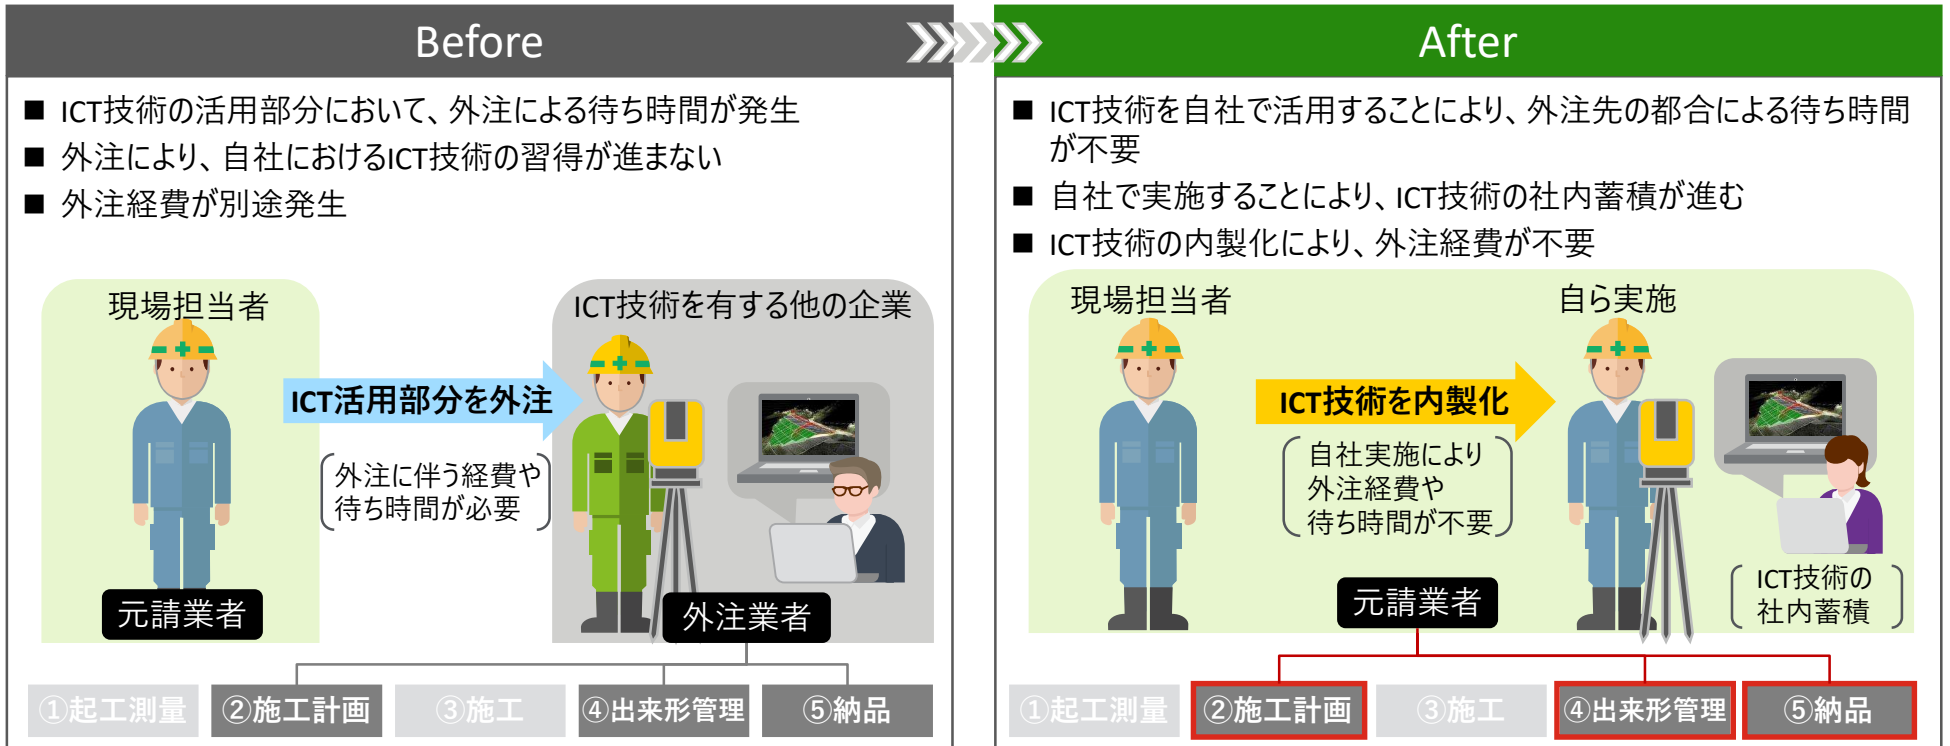 Before
■ ICT技術の活用部分において、外注による待ち時間が発生
■ 外注により、自社におけるICT技術の習得が進まない
■ 外注経費が別途発生
現場担当者
ICT技術を有する他の企業
ICT活用部分を外注
外注に伴う経費や
待ち時間が必要
元請業者
外注業者
①起工測量
②施工計画
③施工
④出来形管理
⑤納品
After
■ ICT技術を自社で活用することにより、外注先の都合による待ち時間
が不要
■ 自社で実施することにより、ICT技術の社内蓄積が進む
■ ICT技術の内製化により、外注経費が不要
現場担当者
自ら実施
ICT技術を内製化
自社実施により
外注経費や
待ち時間が不要
ICT技術の
社内蓄積
元請業者
①起工測量
②施工計画
③施工
④出来形管理
⑤納品